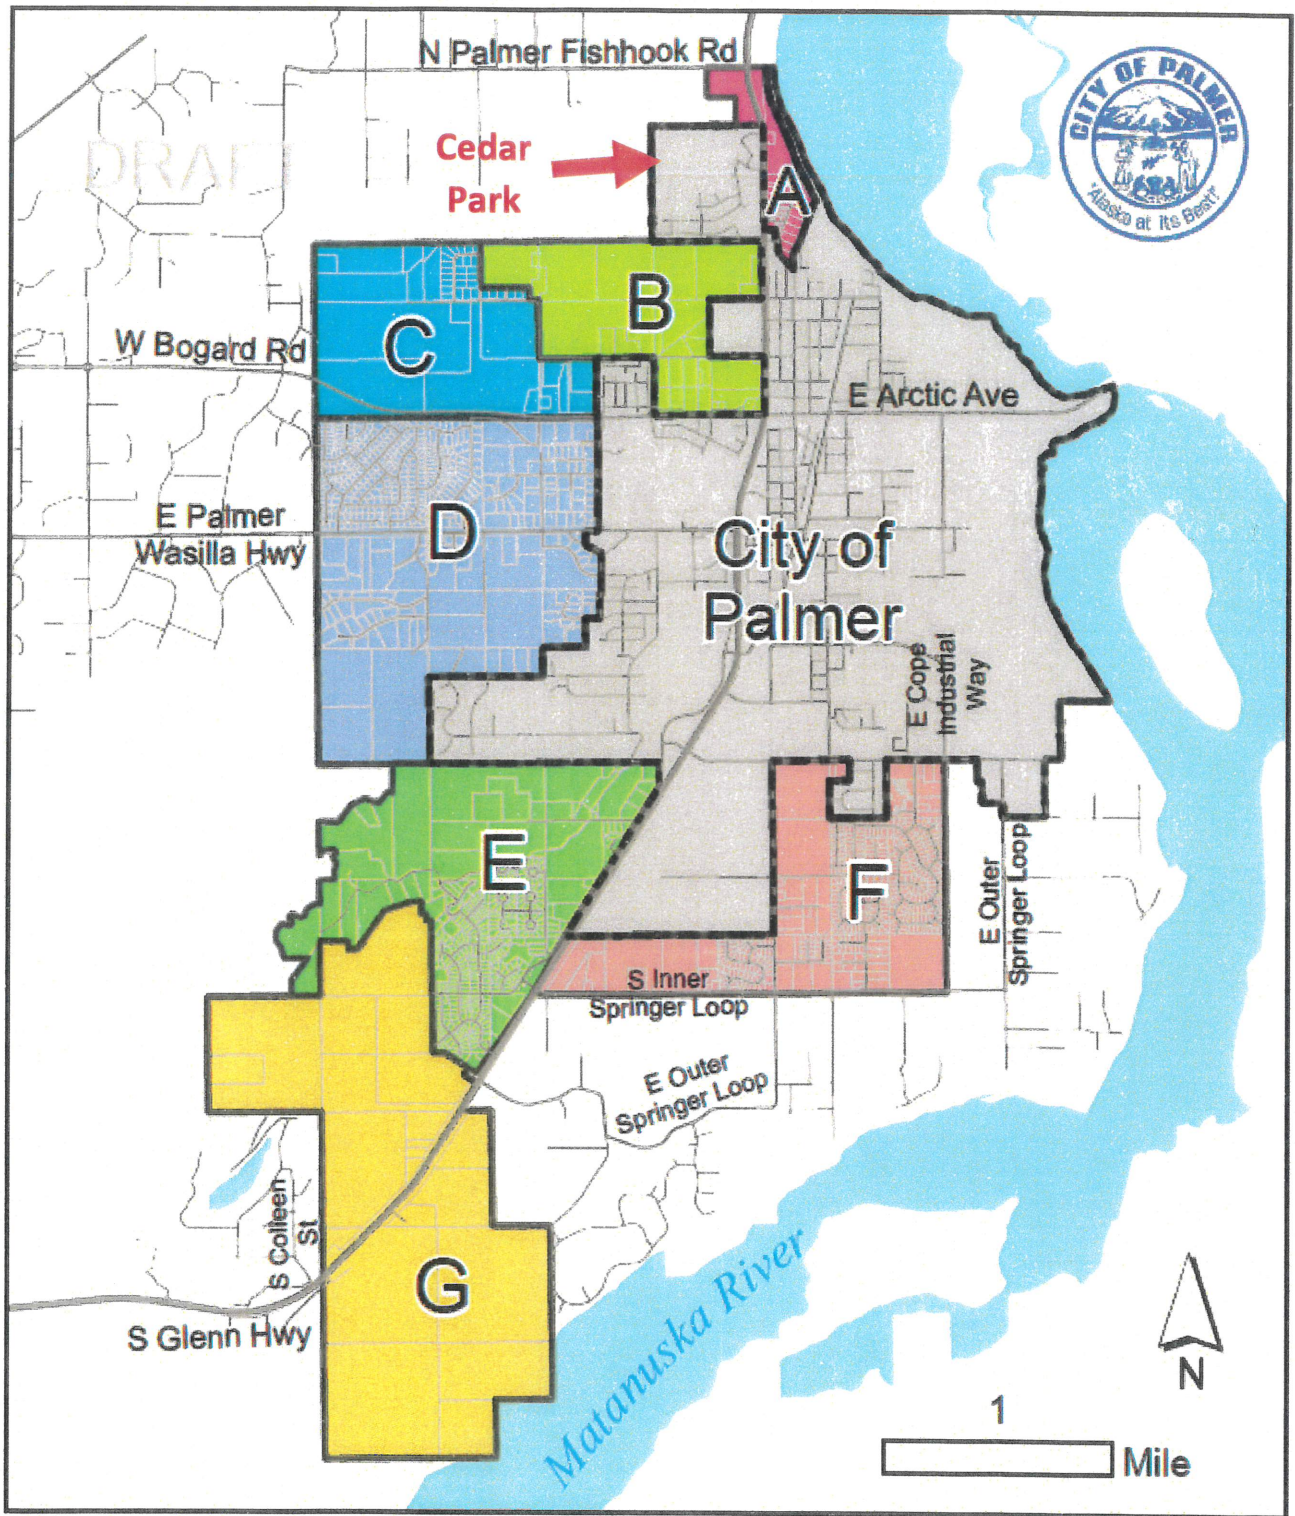 N Palmer Fishhook Rd
CITY OF PALMER
"Alaska at Its Best!"
DRAFT
Cedar
Park
A
B
C
W Bogard Rd
E Arctic Ave
E Palmer
Wasilla Hwy
D
City of
Palmer
E Cope
Industrial
Way
E
F
E Outer
Springer Loop
S Inner
Springer Loop
E Outer
Springer Loop
S Colleen
St
G
S Glenn Hwy
Matanuska River
N
1
Mile